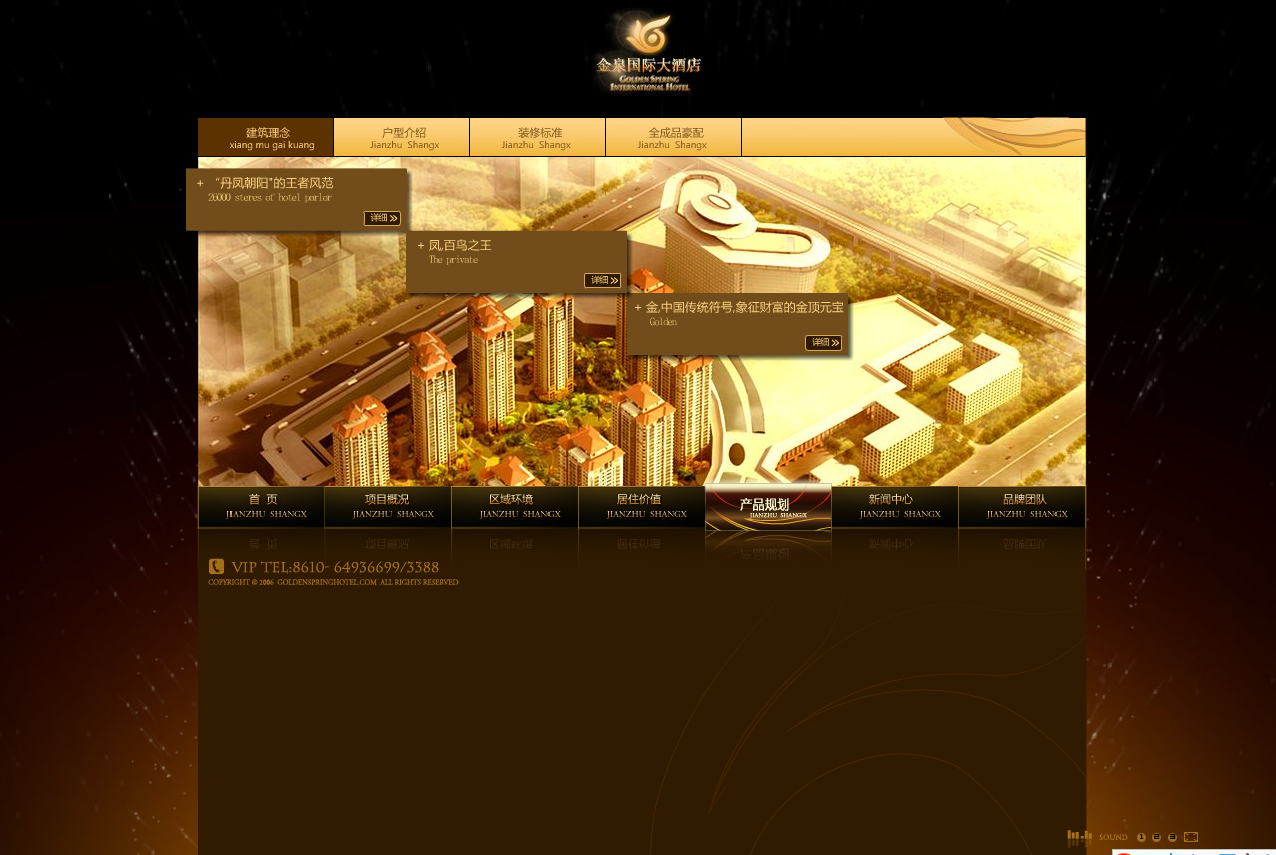 金泉国际大酒店
GOLDEN SPERING
INTERNATIONAL HOTEL
建筑理念
xiang mu gai kuang
户型介绍
Jianzhu Shangx
装修标准
Jianzhu Shangx
全成品豪配
Jianzhu Shangx
+ “丹凤朝阳"的王者风范
26000 steres of hotel parlor
详细
+ 凤,百鸟之王
The private
详细
+ 金,中国传统符号,象征财富的金顶元宝
Golden
详细
首 页
JIANZHU SHANGX
项目概况
JIANZHU SHANGX
区域环境
JIANZHU SHANGX
居住价值
JIANZHU SHANGX
产品规划
JIANZHU SHANGX
新闻中心
JIANZHU SHANGX
品牌团队
JIANZHU SHANGX
VIP TEL:8610- 64936699/3388
COPYRIGHT © 2006 GOLDENSPRINGHOTEL.COM ALL RIGHTS RESERVED
SOUND 1 2 3